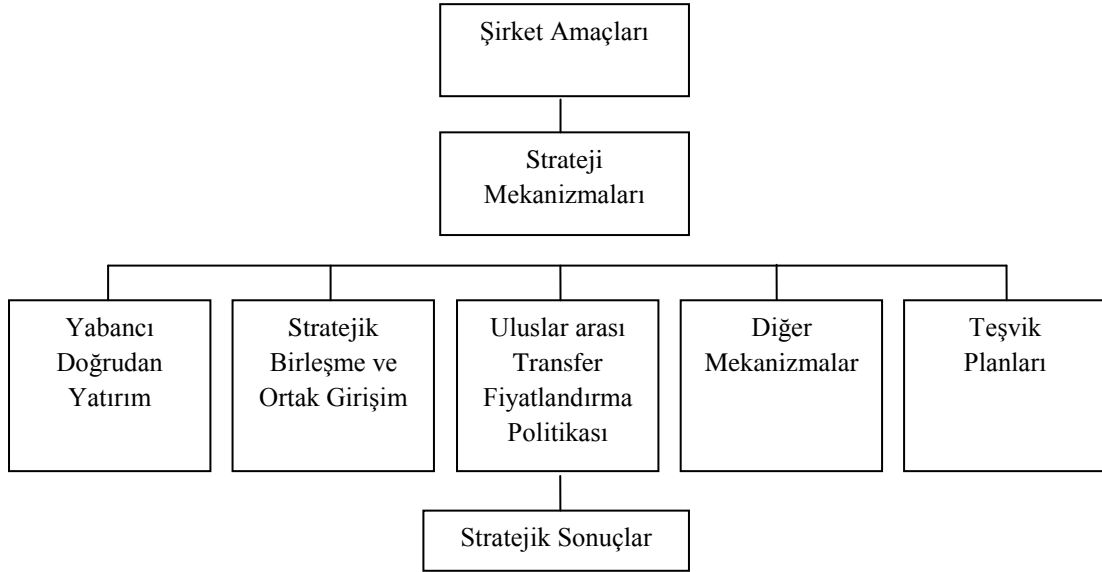 Şirket Amaçları
Strateji
Mekanizmaları
Yabancı
Doğrudan
Yatırım
Stratejik
Birleşme ve
Ortak Girişim
Uluslar arası
Transfer
Fiyatlandırma
Politikası
Diğer
Mekanizmalar
Teşvik
Planları
Stratejik Sonuçlar